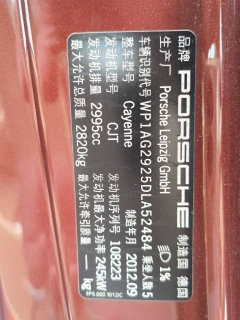 品牌 PORSCHE 制造国 德国
生产厂 Porsche Leipzig GmbH 1%
车辆识别代号 WP1AG2925DLA52484 乘坐人数 5
整车型号 Cayenne 制造年月 2012.09
发动机型号 CJT 发动机序列号 108223
发动机排量 2995cc 发动机最大净功率 245kW
最大允许总质量 2820kg 最大允许牵引质量 — kg